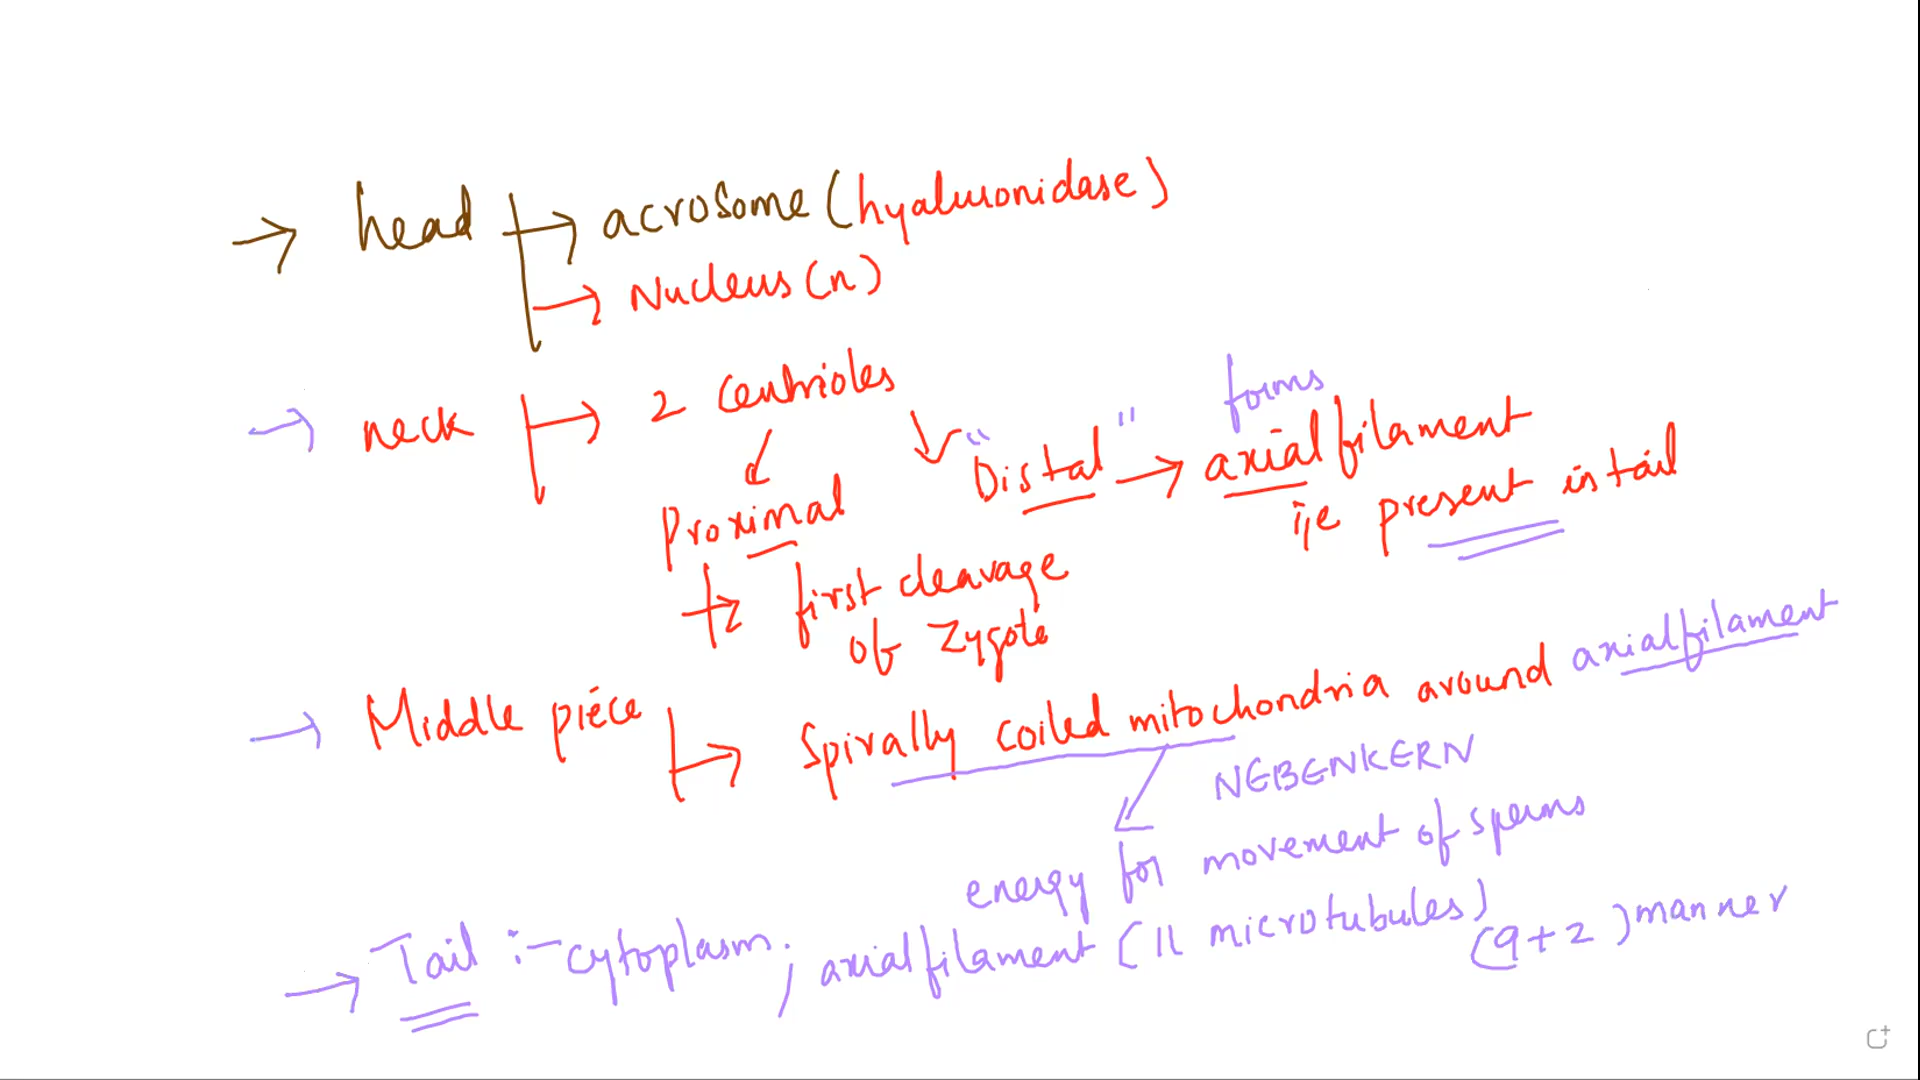 → head → acrosome (hyaluronidase)
→ Nucleus (n)
→ neck → 2 centrioles
"Distal" → forms axial filament
i,e present in tail
Proximal
→ first cleavage
of Zygote
→ Middle piece → Spirally coiled mitochondria around axial filament
NEBENKERN
energy for movement of sperms
→ Tail :- cytoplasm ; axial filament (11 microtubules)
(9+2) manner